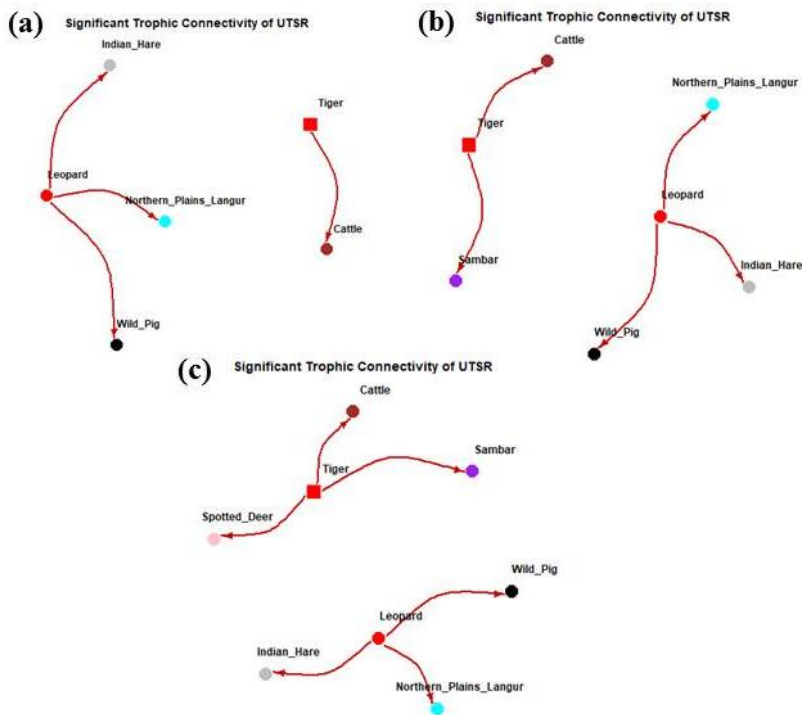 (a)
Significant Trophic Connectivity of UTSR
Indian_Hare
Tiger
Leopard
Northern_Plains_Langur
Cattle
Wild_Pig
(b)
Significant Trophic Connectivity of UTSR
Cattle
Northern_Plains_Langur
Tiger
Leopard
Sambar
Indian_Hare
Wild_Pig
(c)
Significant Trophic Connectivity of UTSR
Cattle
Sambar
Tiger
Spotted_Deer
Wild_Pig
Leopard
Indian_Hare
Northern_Plains_Langur